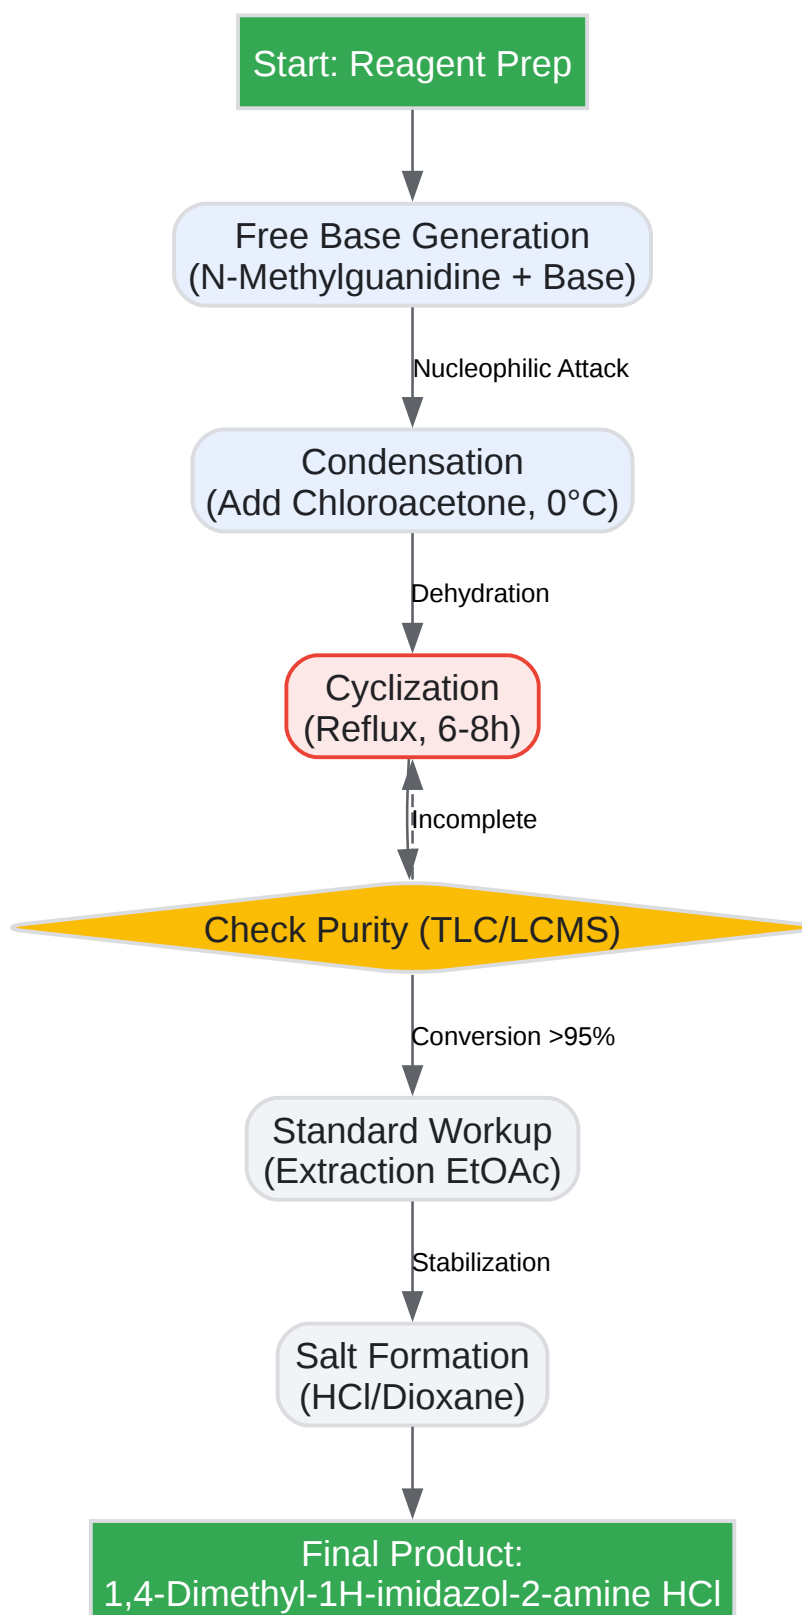 Start: Reagent Prep
Free Base Generation
(N-Methylguanidine + Base)
Nucleophilic Attack
Condensation
(Add Chloroacetone, 0°C)
Dehydration
Cyclization
(Reflux, 6-8h)
Incomplete
Check Purity (TLC/LCMS)
Conversion >95%
Standard Workup
(Extraction EtOAc)
Stabilization
Salt Formation
(HCl/Dioxane)
Final Product:
1,4-Dimethyl-1H-imidazol-2-amine HCl